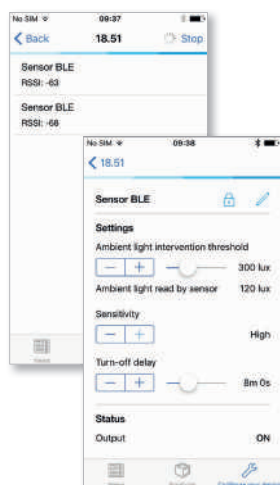 No SIM 09:37
Back 18.51 Stop
Sensor BLE
RSSI: -63
Sensor BLE
RSSI: -66
No SIM 09:38
18.51
Sensor BLE
Settings
Ambient light intervention threshold
- + 300 lux
Ambient light read by sensor 120 lux
Sensitivity
- + High
Turn-off delay
- + 8m 0s
Status
Output ON